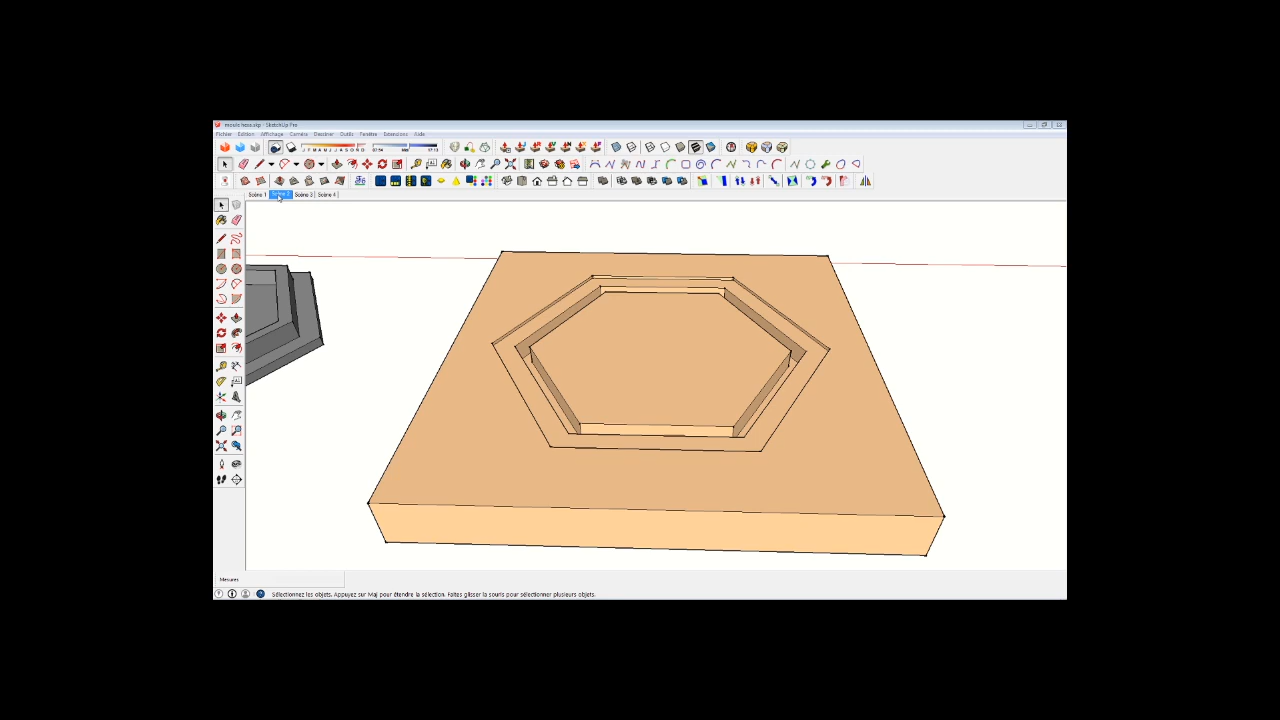 moule hexa.skp - SketchUp Pro
Fichier Edition Affichage Caméra Dessiner Outils Fenêtre Extensions Aide
J F M A M J J A S O N D
Scène 1 Scène 2 Scène 3 Scène 4
Mesures
Sélectionnez les objets. Appuyez sur Maj pour étendre la sélection. Faites glisser la souris pour sélectionner plusieurs objets.